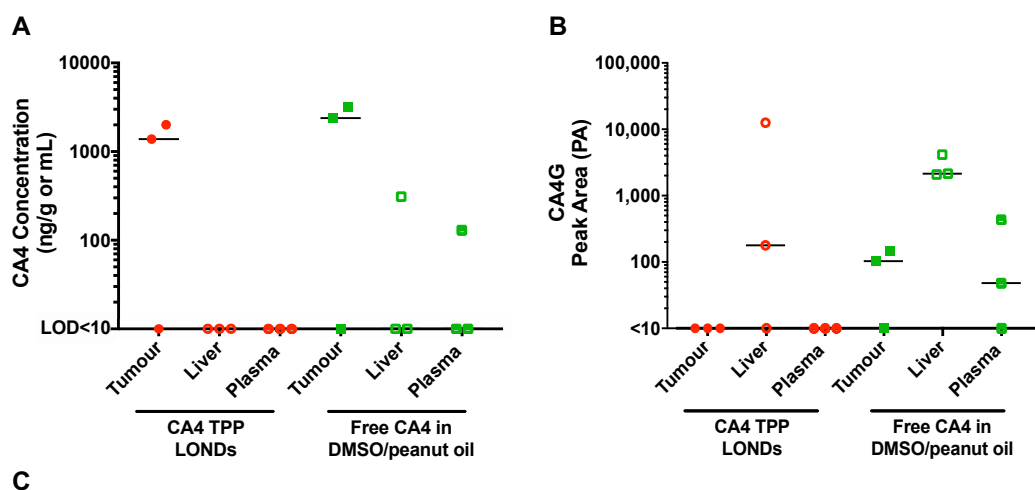 A
CA4 Concentration
(ng/g or mL)
10000
1000
100
LOD<10
Tumour
Liver
Plasma
Tumour
Liver
Plasma
CA4 TPP
LONDs
Free CA4 in
DMSO/peanut oil
B
CA4G
Peak Area (PA)
100,000
10,000
1,000
100
<10
Tumour
Liver
Plasma
Tumour
Liver
Plasma
CA4 TPP
LONDs
Free CA4 in
DMSO/peanut oil
C